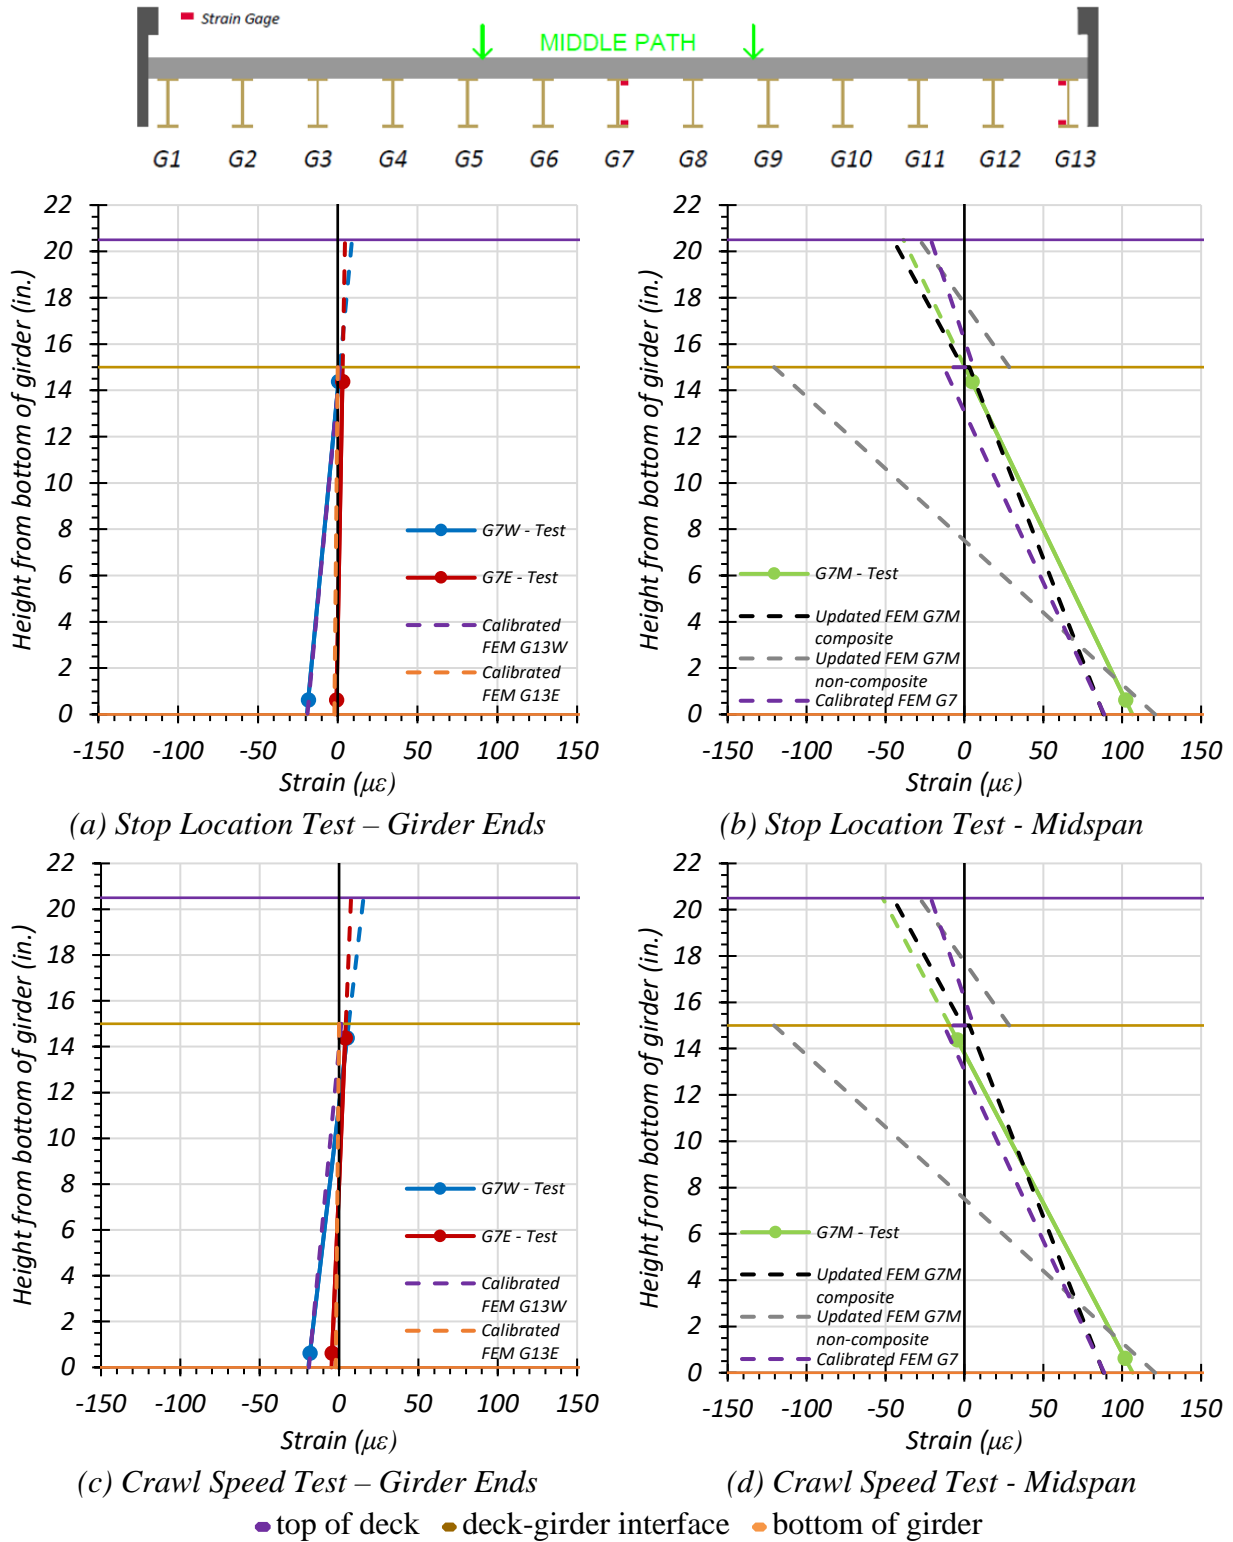 Strain Gage
MIDDLE PATH
G1 G2 G3 G4 G5 G6 G7 G8 G9 G10 G11 G12 G13
Height from bottom of girder (in.)
22
20
18
16
14
12
10
8
6
4
2
0
-150 -100 -50 0 50 100 150
Strain (με)
G7W - Test
G7E - Test
Calibrated
FEM G13W
Calibrated
FEM G13E
(a) Stop Location Test – Girder Ends
Height from bottom of girder (in.)
22
20
18
16
14
12
10
8
6
4
2
0
-150 -100 -50 0 50 100 150
Strain (με)
G7M - Test
Updated FEM G7M
composite
Updated FEM G7M
non-composite
Calibrated FEM G7
(b) Stop Location Test - Midspan
Height from bottom of girder (in.)
22
20
18
16
14
12
10
8
6
4
2
0
-150 -100 -50 0 50 100 150
Strain (με)
G7W - Test
G7E - Test
Calibrated
FEM G13W
Calibrated
FEM G13E
(c) Crawl Speed Test – Girder Ends
Height from bottom of girder (in.)
22
20
18
16
14
12
10
8
6
4
2
0
-150 -100 -50 0 50 100 150
Strain (με)
G7M - Test
Updated FEM G7M
composite
Updated FEM G7M
non-composite
Calibrated FEM G7
(d) Crawl Speed Test - Midspan
top of deck deck-girder interface bottom of girder